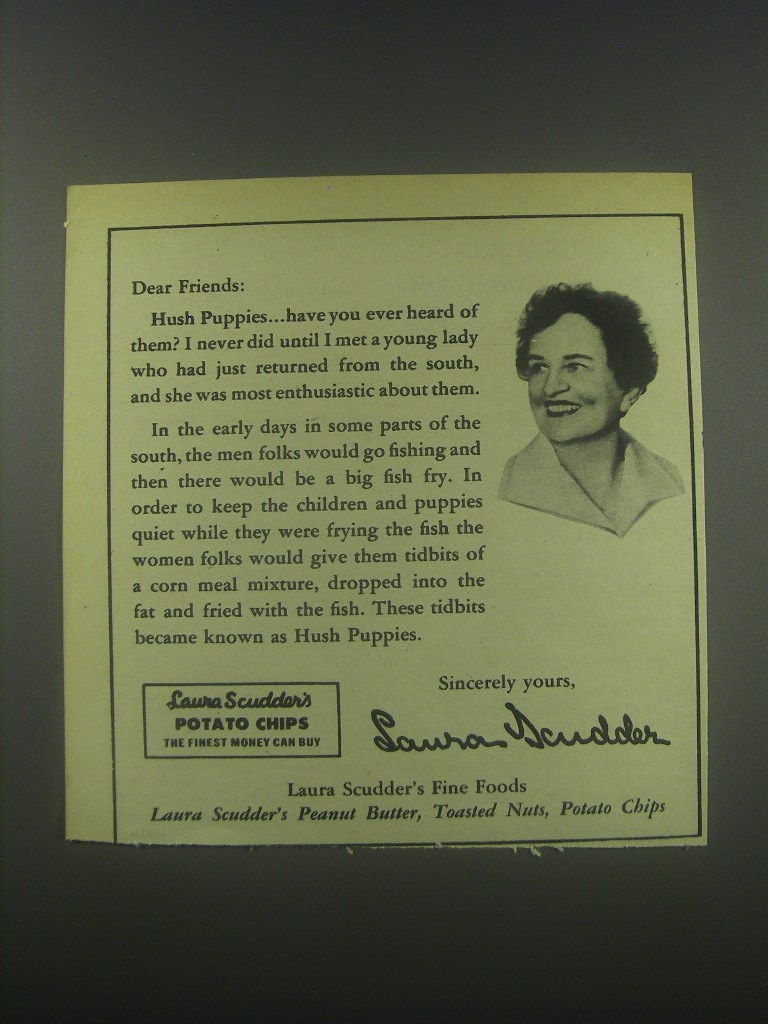 Dear Friends:
Hush Puppies...have you ever heard of
them? I never did until I met a young lady
who had just returned from the south,
and she was most enthusiastic about them.
In the early days in some parts of the
south, the men folks would go fishing and
then there would be a big fish fry. In
order to keep the children and puppies
quiet while they were frying the fish the
women folks would give them tidbits of
a corn meal mixture, dropped into the
fat and fried with the fish. These tidbits
became known as Hush Puppies.
Sincerely yours,
Laura Scudder
Laura Scudder's
POTATO CHIPS
THE FINEST MONEY CAN BUY
Laura Scudder's Fine Foods
Laura Scudder's Peanut Butter, Toasted Nuts, Potato Chips